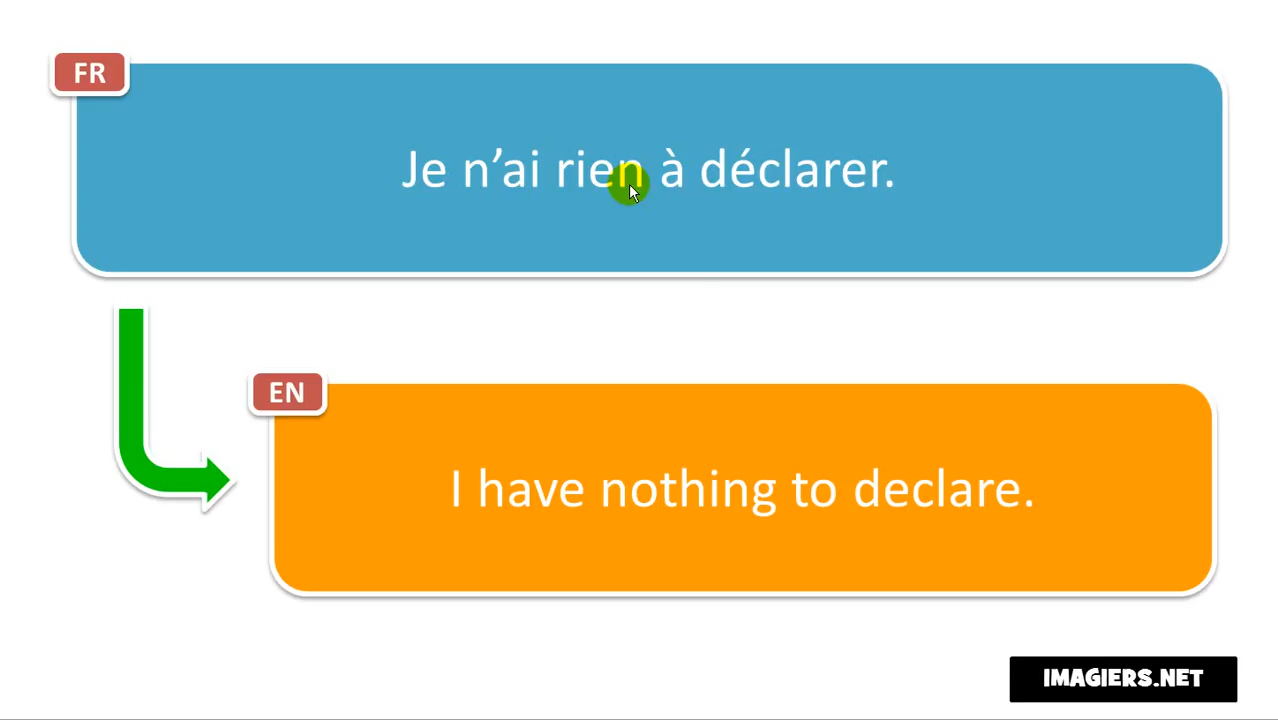 FR
Je n’ai rien à déclarer.
EN
I have nothing to declare.
IMAGIERS.NET